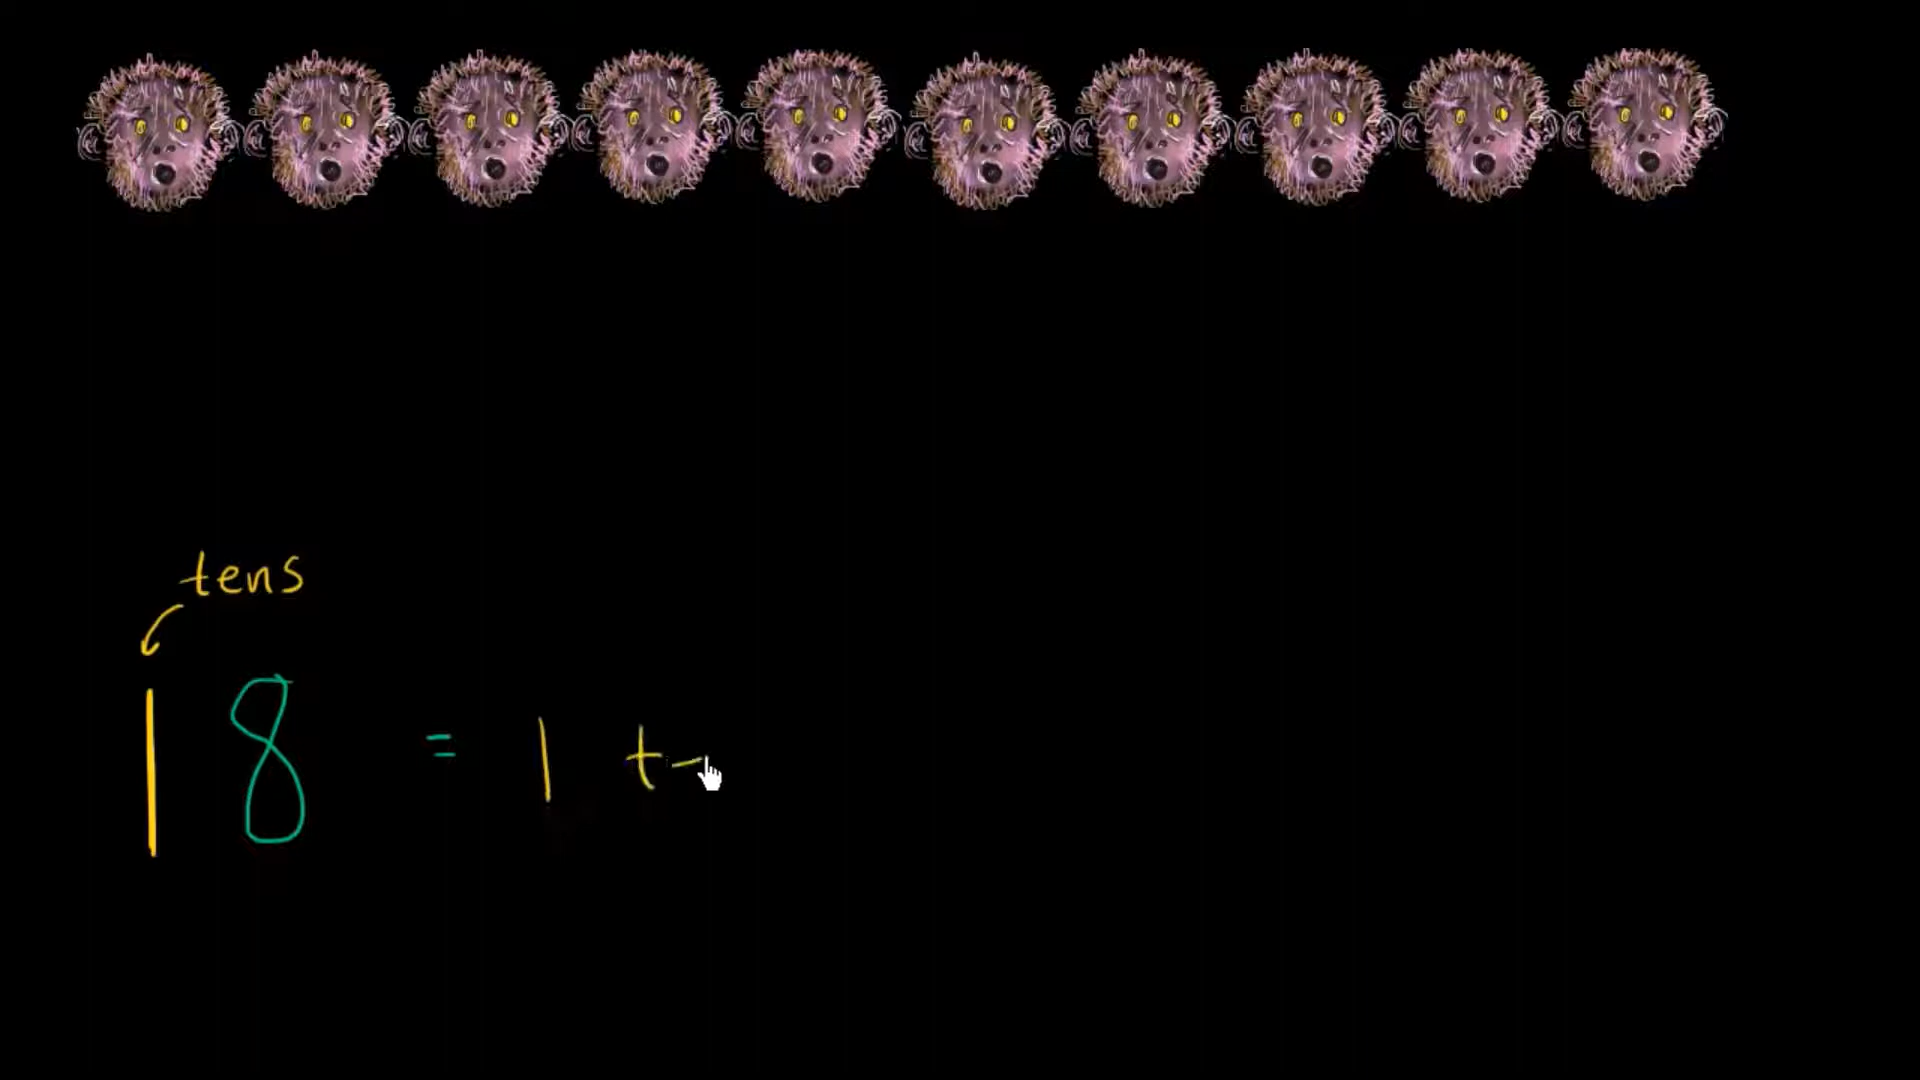 tens
18 = 1 t